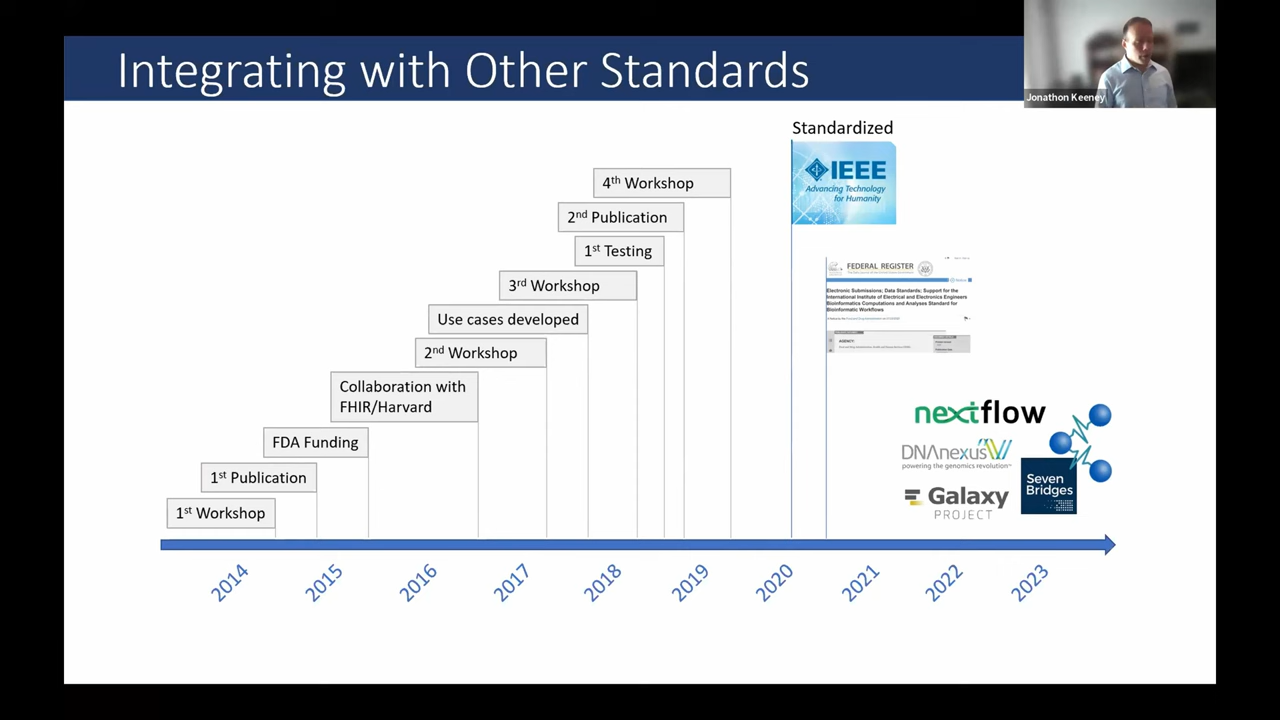 Integrating with Other Standards
Jonathon Keeney
Standardized
IEEE
Advancing Technology
for Humanity
4th Workshop
2nd Publication
1st Testing
3rd Workshop
Use cases developed
2nd Workshop
Collaboration with
FHIR/Harvard
FDA Funding
1st Publication
1st Workshop
FEDERAL REGISTER
Electronic Submissions; Data Standards; Support for the
International Institute of Electrical and Electronics Engineers
Bioinformatics Computations and Analyses Standard for
Bioinformatic Workflows
AGENCY:
nextflow
DNAnexus
powering the genomics revolution
Galaxy
PROJECT
Seven
Bridges
2014
2015
2016
2017
2018
2019
2020
2021
2022
2023